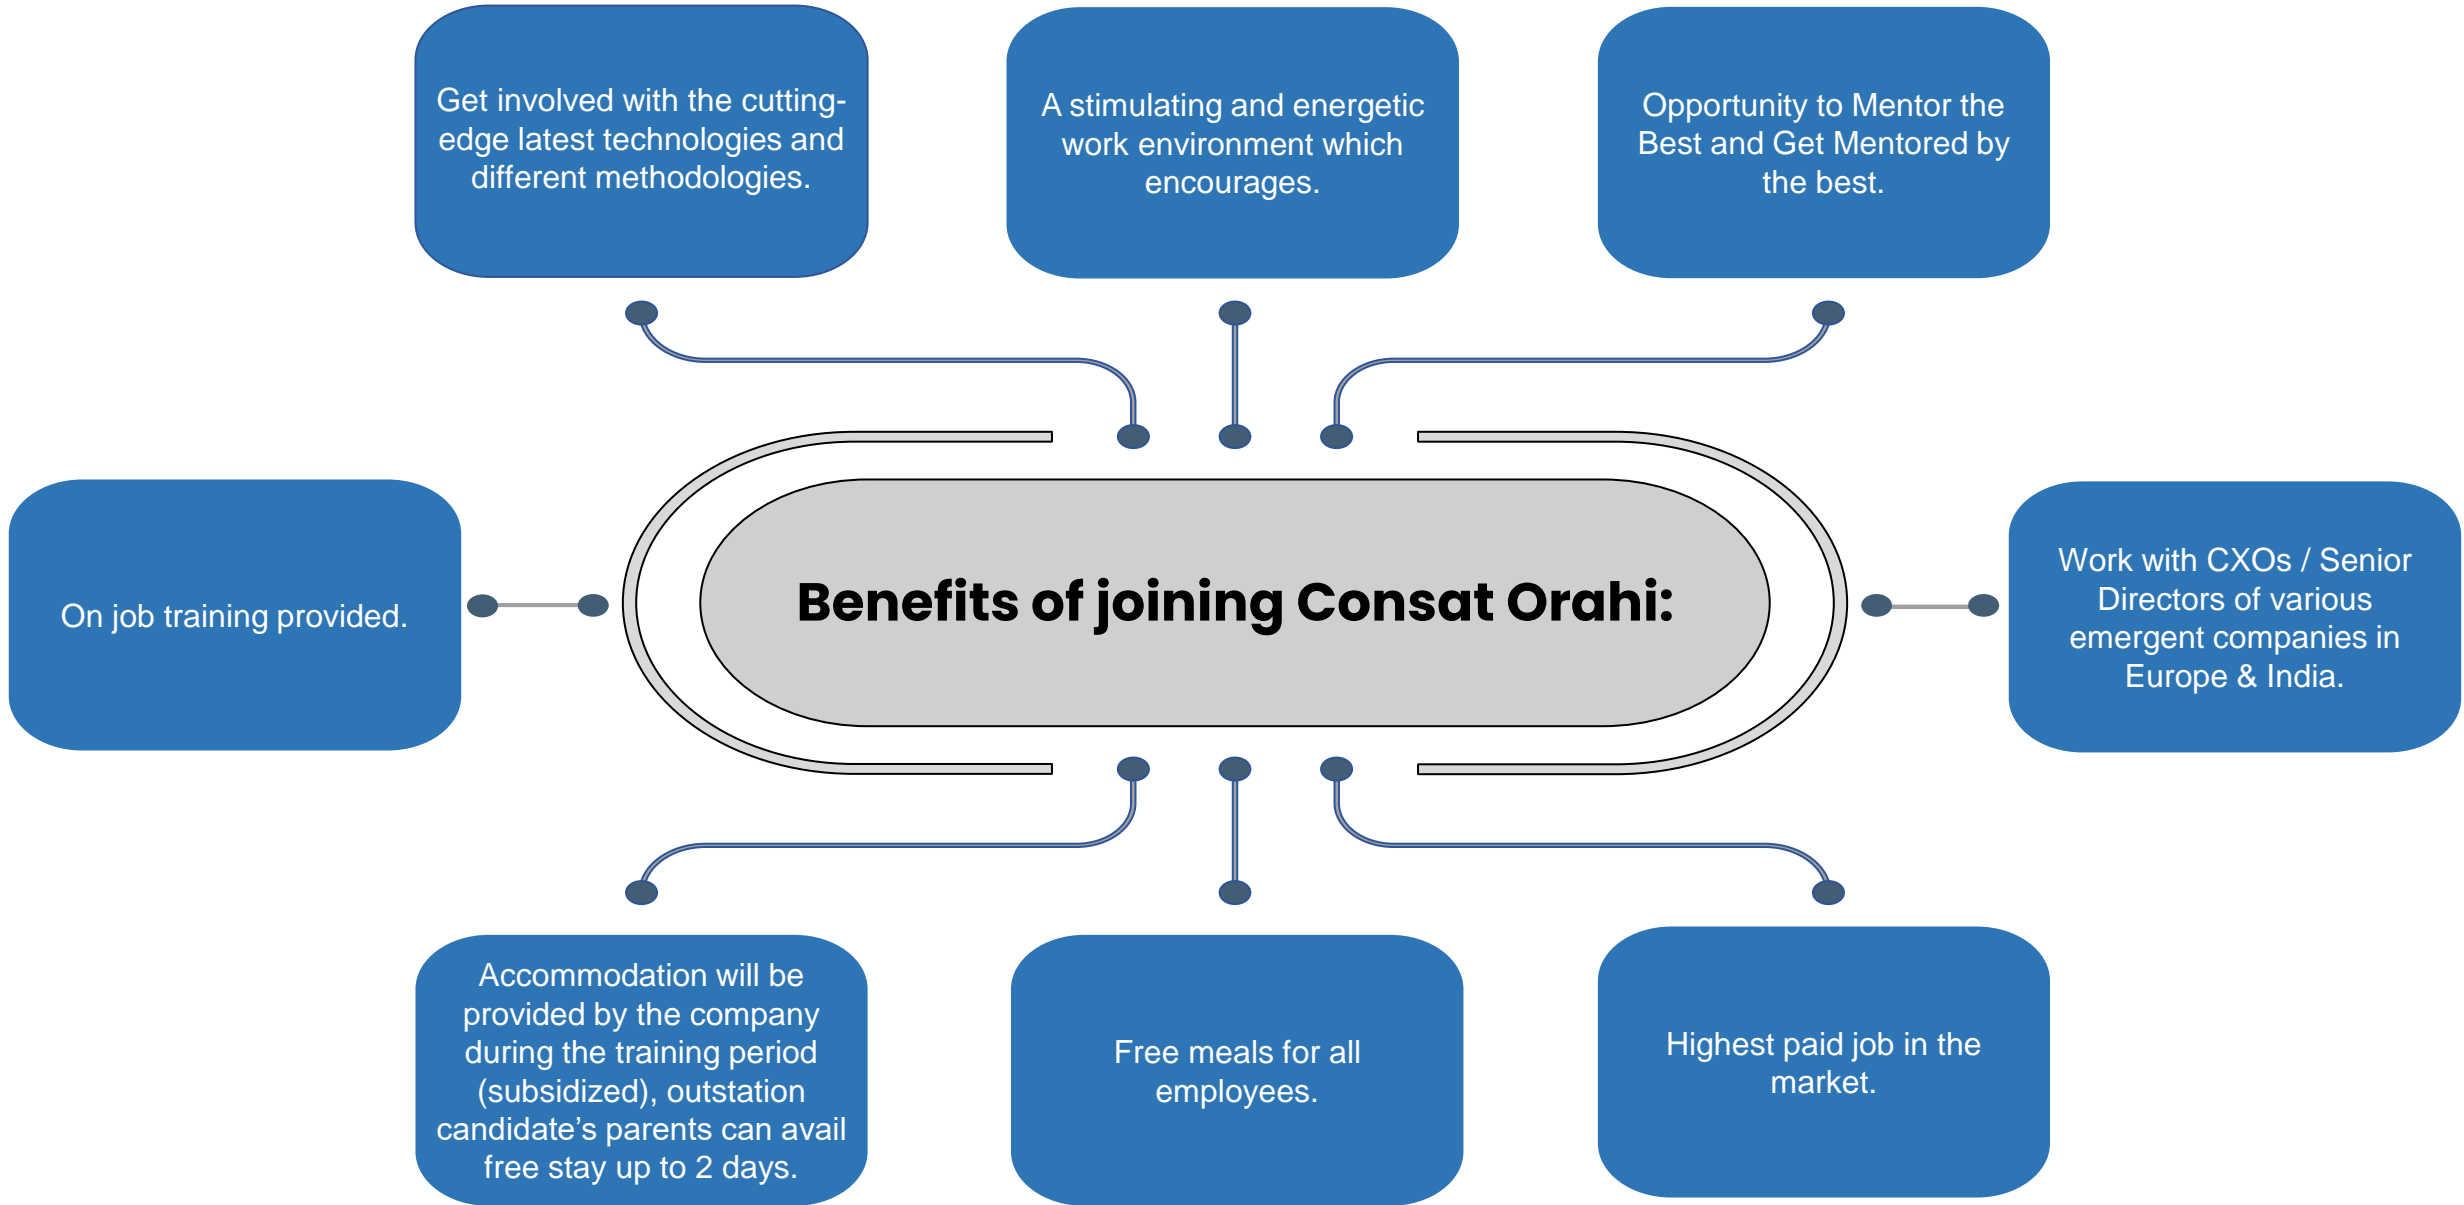 Get involved with the cutting-
edge latest technologies and
different methodologies.
A stimulating and energetic
work environment which
encourages.
Opportunity to Mentor the
Best and Get Mentored by
the best.
On job training provided.
Benefits of joining Consat Orahi:
Work with CXOs / Senior
Directors of various
emergent companies in
Europe & India.
Accommodation will be
provided by the company
during the training period
(subsidized), outstation
candidate’s parents can avail
free stay up to 2 days.
Free meals for all
employees.
Highest paid job in the
market.